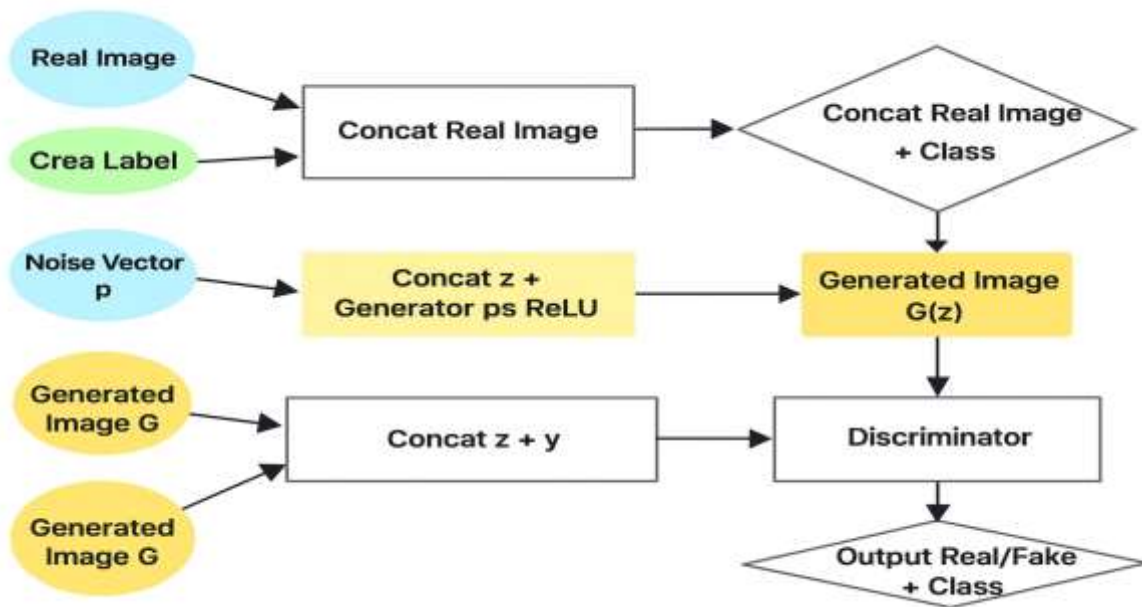 Real Image
Concat Real Image
Concat Real Image
+ Class
Crea Label
Noise Vector
p
Concat z +
Generator ps ReLU
Generated Image
G(z)
Generated
Image G
Concat z + y
Discriminator
Generated
Image G
Output Real/Fake
+ Class